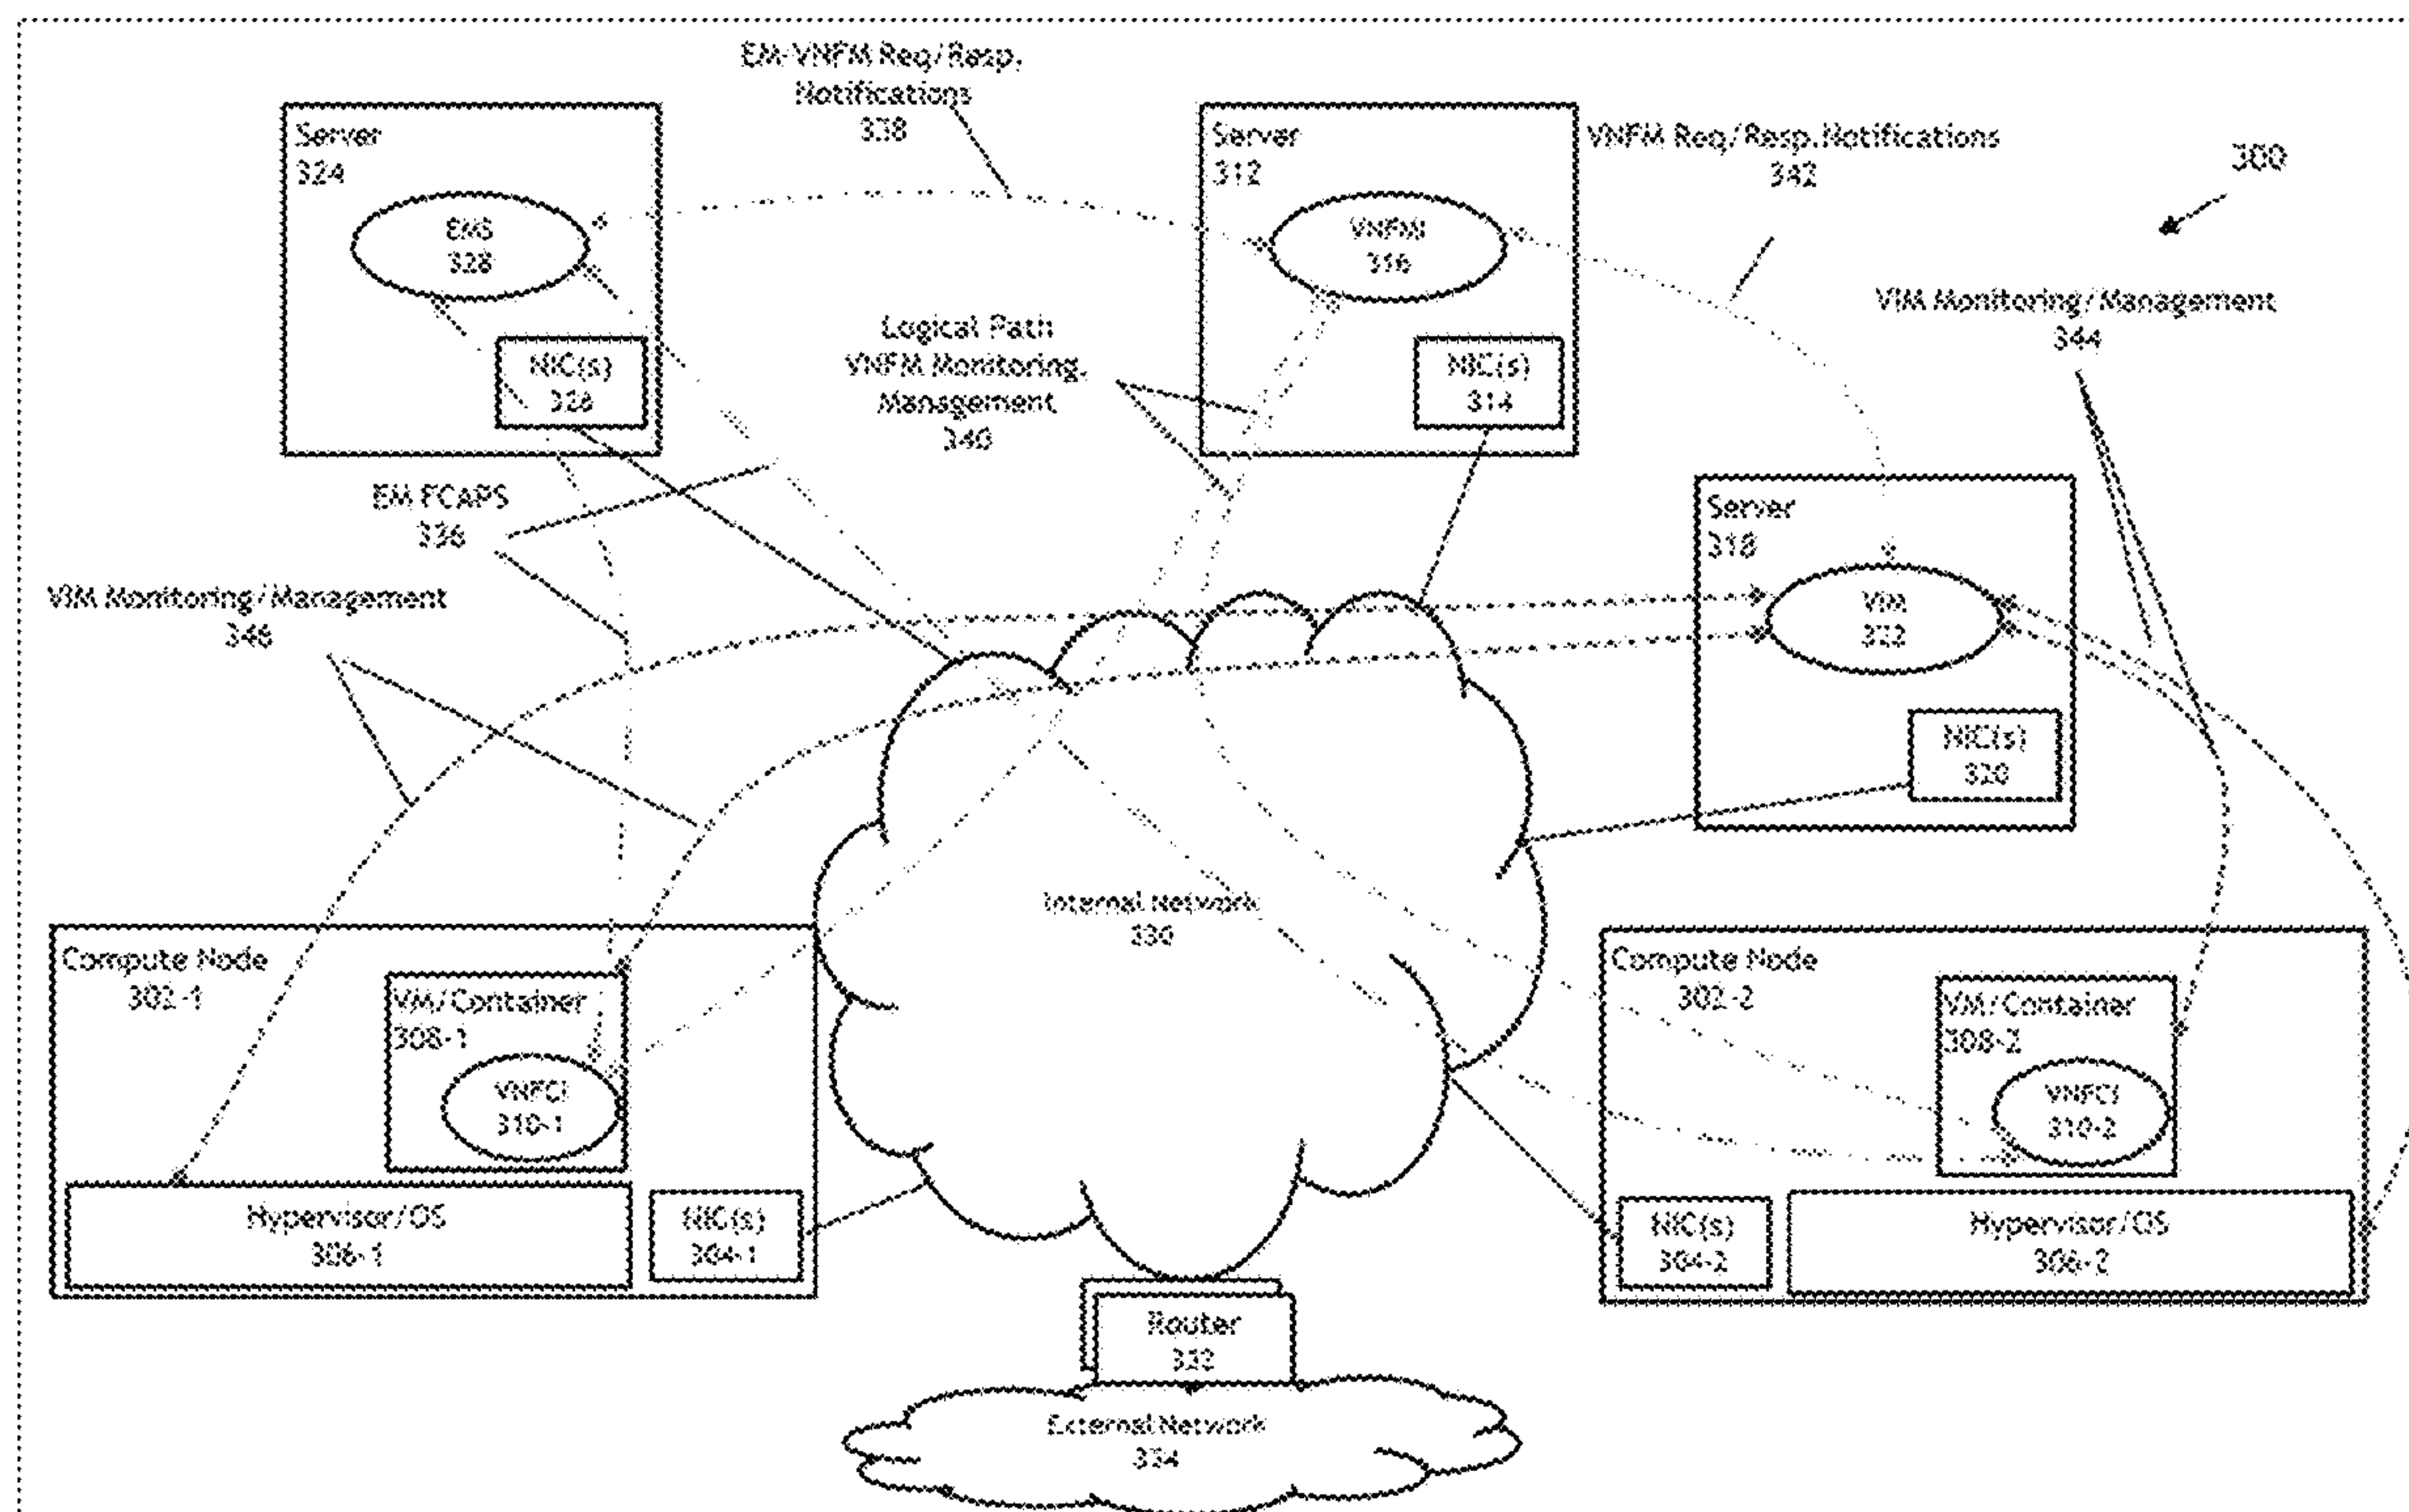 EM-VNFM Req/Resp,
Notifications
338
Server
324
EMS
328
NIC(s)
326
Server
312
VNFM
316
NIC(s)
314
VNFM Req/Resp.Notifications
342
300
VIM Monitoring/Management
344
Logical Path
VNFM Monitoring,
Management
340
EM FCAPS
336
VIM Monitoring/Management
346
Server
318
VIM
322
NIC(s)
320
Internal Network
330
Compute Node
302-1
VM/Container
308-1
VNFCI
310-1
Hypervisor/OS
306-1
NIC(s)
304-1
Compute Node
302-2
VM/Container
308-2
VNFCI
310-2
NIC(s)
304-2
Hypervisor/OS
306-2
Router
332
External Network
334